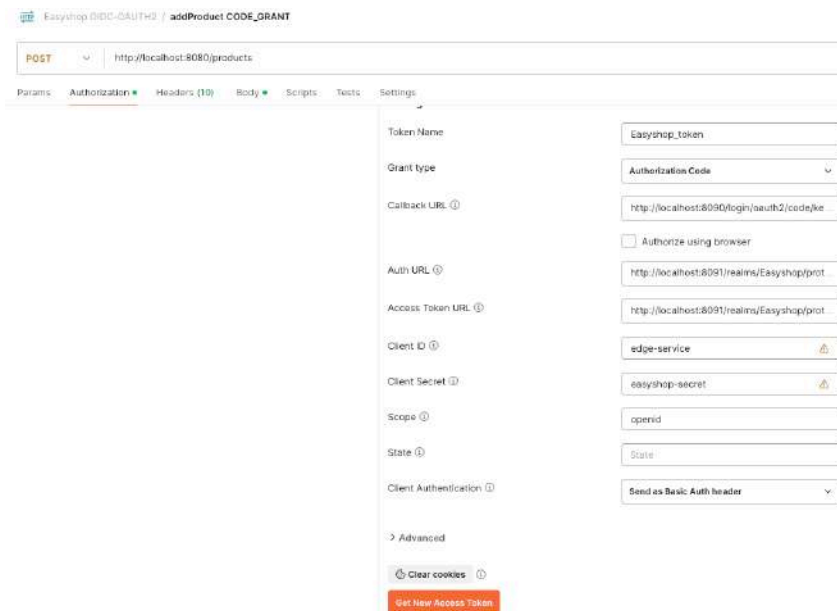 Easyshop OIDC-OAUTH2 / addProduct CODE_GRANT
POST http://localhost:8080/products
Params Authorization Headers (10) Body Scripts Tests Settings
Token Name Easyshop_token
Grant type Authorization Code
Callback URL http://localhost:8090/login/oauth2/code/ke...
Authorize using browser
Auth URL http://localhost:8091/realms/Easyshop/prot...
Access Token URL http://localhost:8091/realms/Easyshop/prot...
Client ID edge-service
Client Secret easyshop-secret
Scope openid
State State
Client Authentication Send as Basic Auth header
> Advanced
Clear cookies
Get New Access Token